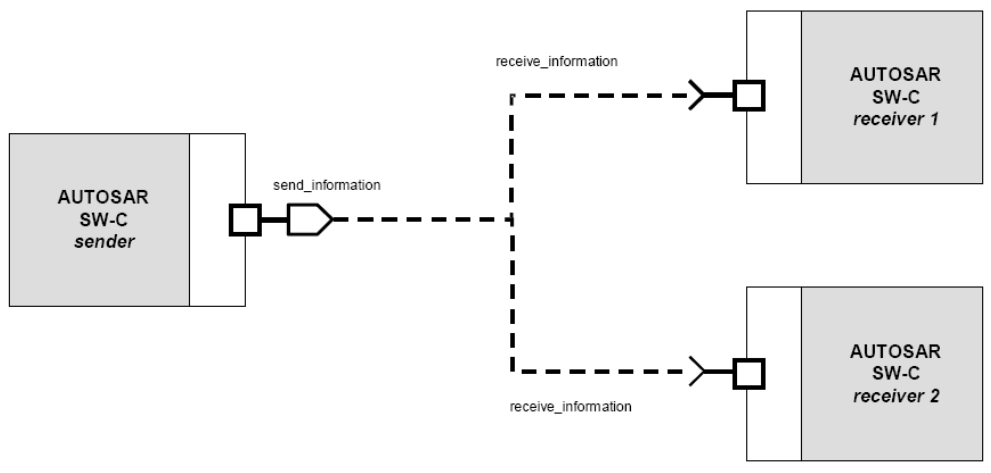 receive_information
AUTOSAR
SW-C
receiver 1
send_information
AUTOSAR
SW-C
sender
AUTOSAR
SW-C
receiver 2
receive_information